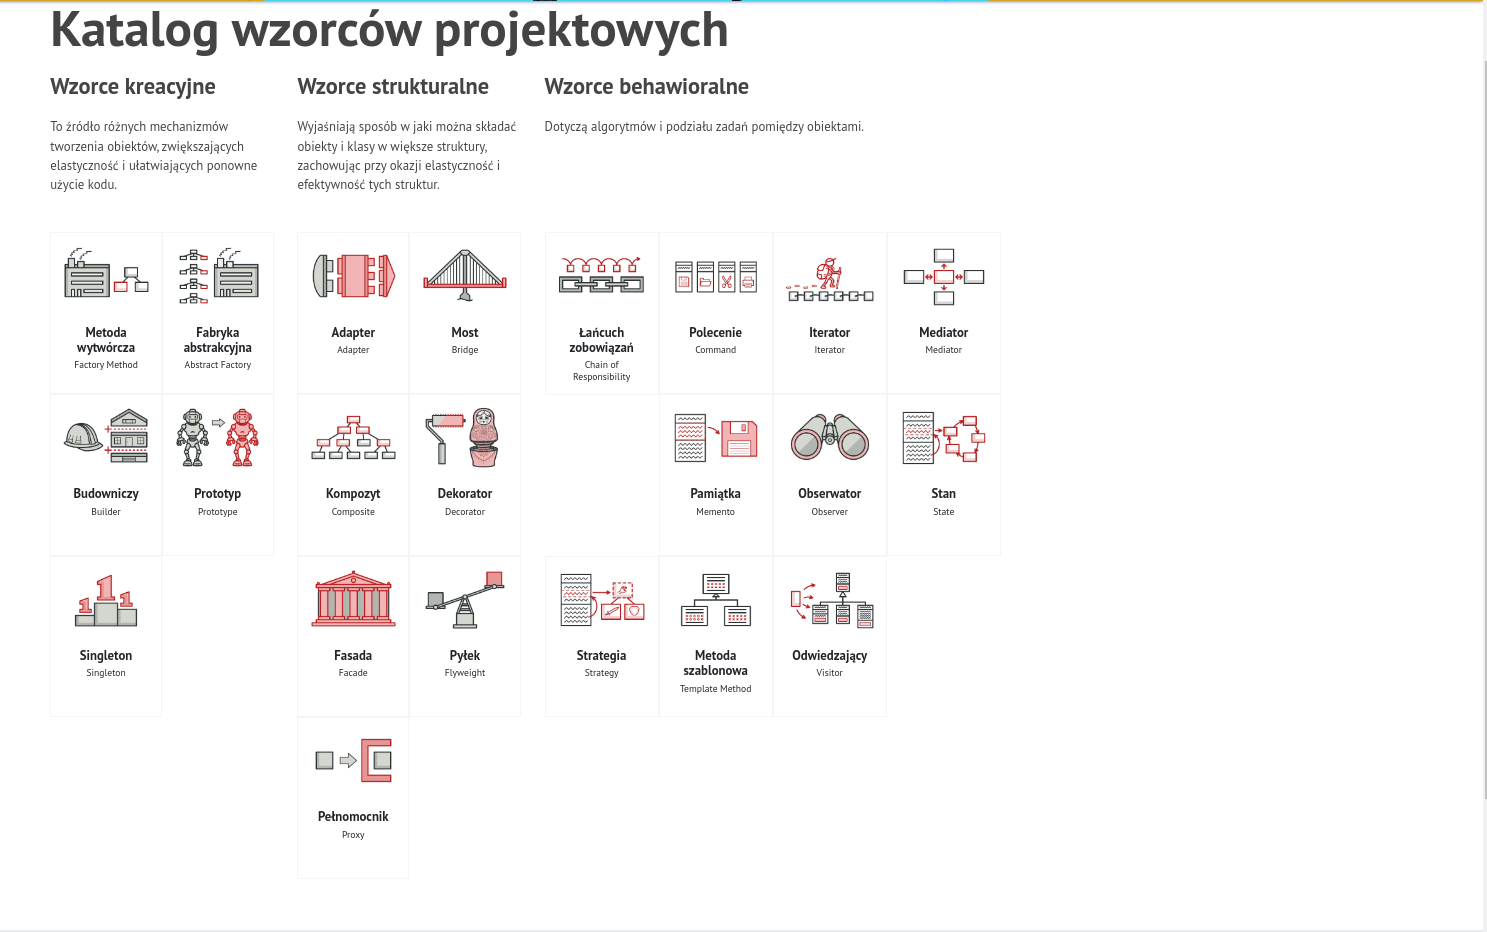 Katalog wzorców projektowych
Wzorce kreacyjne
To źródło różnych mechanizmów
tworzenia obiektów, zwiększających
elastyczność i ułatwiających ponowne
użycie kodu.
Metoda
wytwórcza
Factory Method
Fabryka
abstrakcyjna
Abstract Factory
Budowniczy
Builder
Prototyp
Prototype
1
1
1
Singleton
Singleton
Wzorce strukturalne
Wyjaśniają sposób w jaki można składać
obiekty i klasy w większe struktury,
zachowując przy okazji elastyczność i
efektywność tych struktur.
Adapter
Adapter
Most
Bridge
Kompozyt
Composite
Dekorator
Decorator
Fasada
Facade
Pyłek
Flyweight
Pełnomocnik
Proxy
Wzorce behawioralne
Dotyczą algorytmów i podziału zadań pomiędzy obiektami.
Łańcuch
zobowiązań
Chain of
Responsibility
Polecenie
Command
Iterator
Iterator
Mediator
Mediator
Pamiątka
Memento
Obserwator
Observer
Stan
State
Strategia
Strategy
Metoda
szablonowa
Template Method
Odwiedzający
Visitor